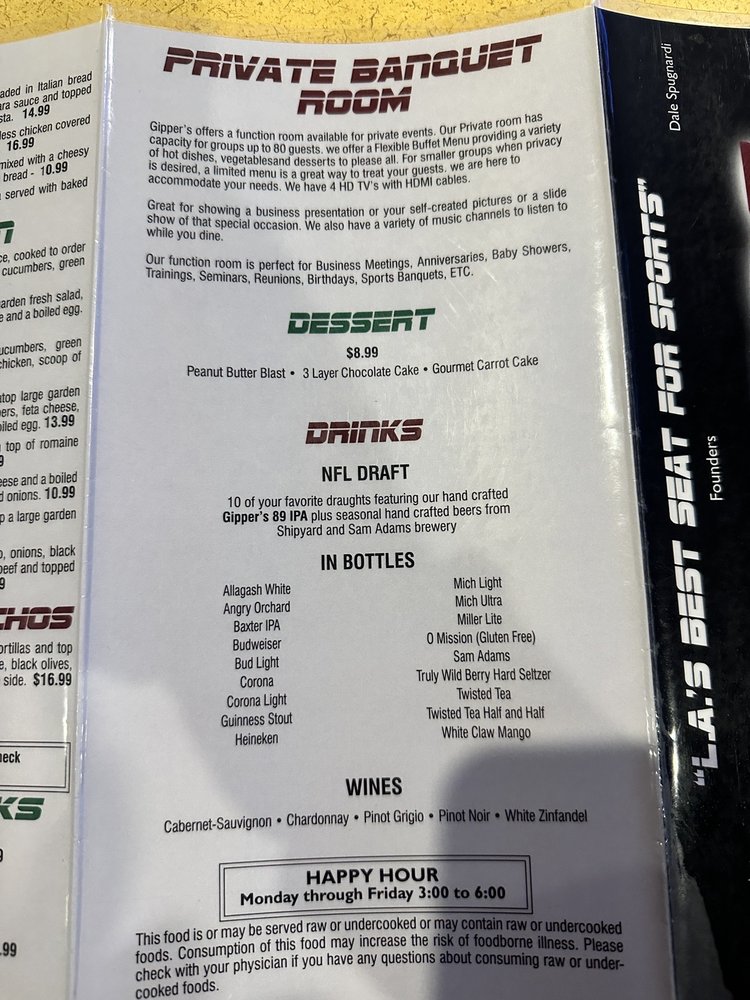 aded in Italian bread
ara sauce and topped
sta. 14.99
less chicken covered
16.99
mixed with a cheesy
bread - 10.99
served with baked
ce, cooked to order
cucumbers, green
arden fresh salad,
e and a boiled egg.
ucumbers, green
chicken, scoop of
atop large garden
pers, feta cheese,
oiled egg. 13.99
top of romaine
9
eese and a boiled
d onions. 10.99
p a large garden
o, onions, black
beef and topped
9
CHOS
ortillas and top
e, black olives,
side. $16.99
heck
KS
9
.99
PRIVATE BANQUET
ROOM
Gipper's offers a function room available for private events. Our Private room has
capacity for groups up to 80 guests. we offer a Flexible Buffet Menu providing a variety
of hot dishes, vegetablesand desserts to please all. For smaller groups when privacy
is desired, a limited menu is a great way to treat your guests. we are here to
accommodate your needs. We have 4 HD TV's with HDMI cables.
Great for showing a business presentation or your self-created pictures or a slide
show of that special occasion. We also have a variety of music channels to listen to
while you dine.
Our function room is perfect for Business Meetings, Anniversaries, Baby Showers,
Trainings, Seminars, Reunions, Birthdays, Sports Banquets, ETC.
DESSERT
$8.99
Peanut Butter Blast • 3 Layer Chocolate Cake • Gourmet Carrot Cake
DRINKS
NFL DRAFT
10 of your favorite draughts featuring our hand crafted
Gipper's 89 IPA plus seasonal hand crafted beers from
Shipyard and Sam Adams brewery
IN BOTTLES
Allagash White
Angry Orchard
Baxter IPA
Budweiser
Bud Light
Corona
Corona Light
Guinness Stout
Heineken
Mich Light
Mich Ultra
Miller Lite
O Mission (Gluten Free)
Sam Adams
Truly Wild Berry Hard Seltzer
Twisted Tea
Twisted Tea Half and Half
White Claw Mango
WINES
Cabernet-Sauvignon • Chardonnay • Pinot Grigio • Pinot Noir • White Zinfandel
HAPPY HOUR
Monday through Friday 3:00 to 6:00
This food is or may be served raw or undercooked or may contain raw or undercooked
foods. Consumption of this food may increase the risk of foodborne illness. Please
check with your physician if you have any questions about consuming raw or under-
cooked foods.
"L.A.'S BEST SEAT FOR SPORTS"
Founders
Dale Spugnardi